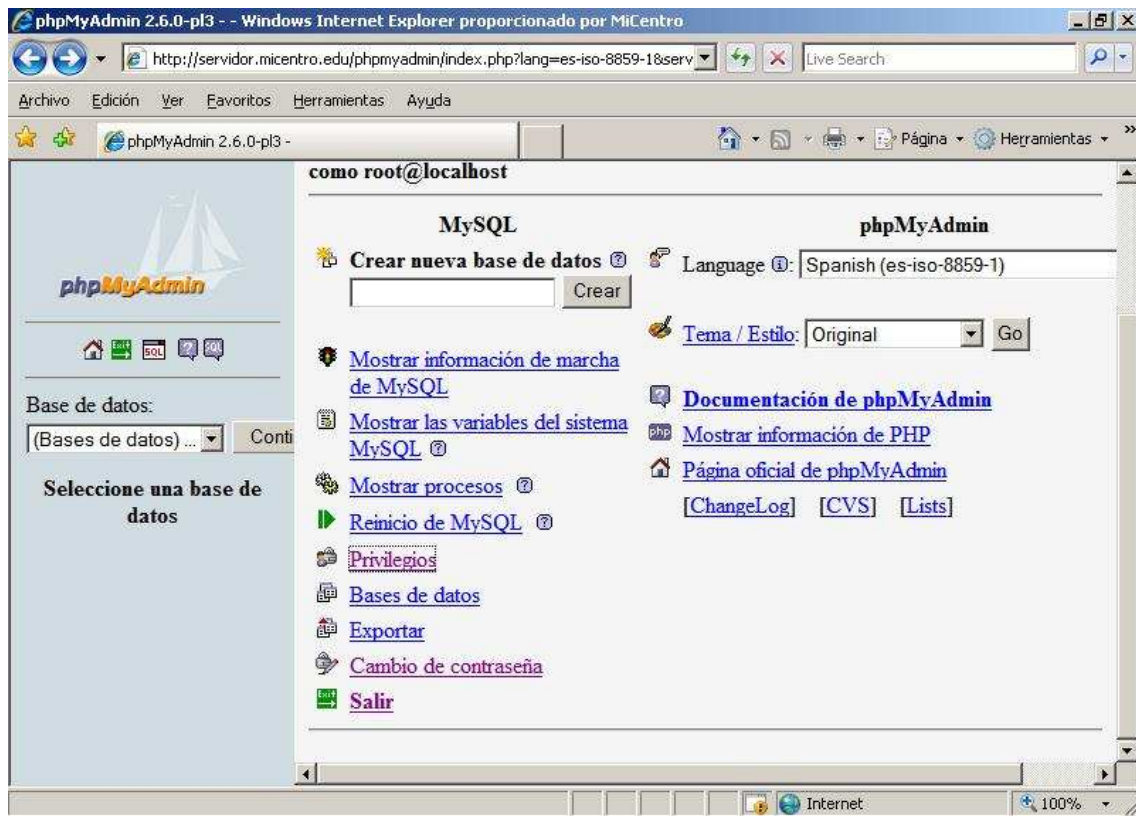 phpMyAdmin 2.6.0-pl3 - - Windows Internet Explorer proporcionado por MiCentro
http://servidor.micentro.edu/phpmyadmin/index.php?lang=es-iso-8859-1&serv
Live Search
Archivo Edición Ver Favoritos Herramientas Ayuda
phpMyAdmin 2.6.0-pl3 -
Página Herramientas
como root@localhost
phpMyAdmin
Exit SQL ? SQL
Base de datos:
(Bases de datos) ... Conti
Seleccione una base de
datos
MySQL
Crear nueva base de datos
Crear
Mostrar información de marcha
de MySQL
Mostrar las variables del sistema
MySQL
Mostrar procesos
Reinicio de MySQL
Privilegios
Bases de datos
Exportar
Cambio de contraseña
Exit Salir
phpMyAdmin
Language : Spanish (es-iso-8859-1)
Tema / Estilo: Original Go
Documentación de phpMyAdmin
php Mostrar información de PHP
Página oficial de phpMyAdmin
[ChangeLog] [CVS] [Lists]
Internet 100%